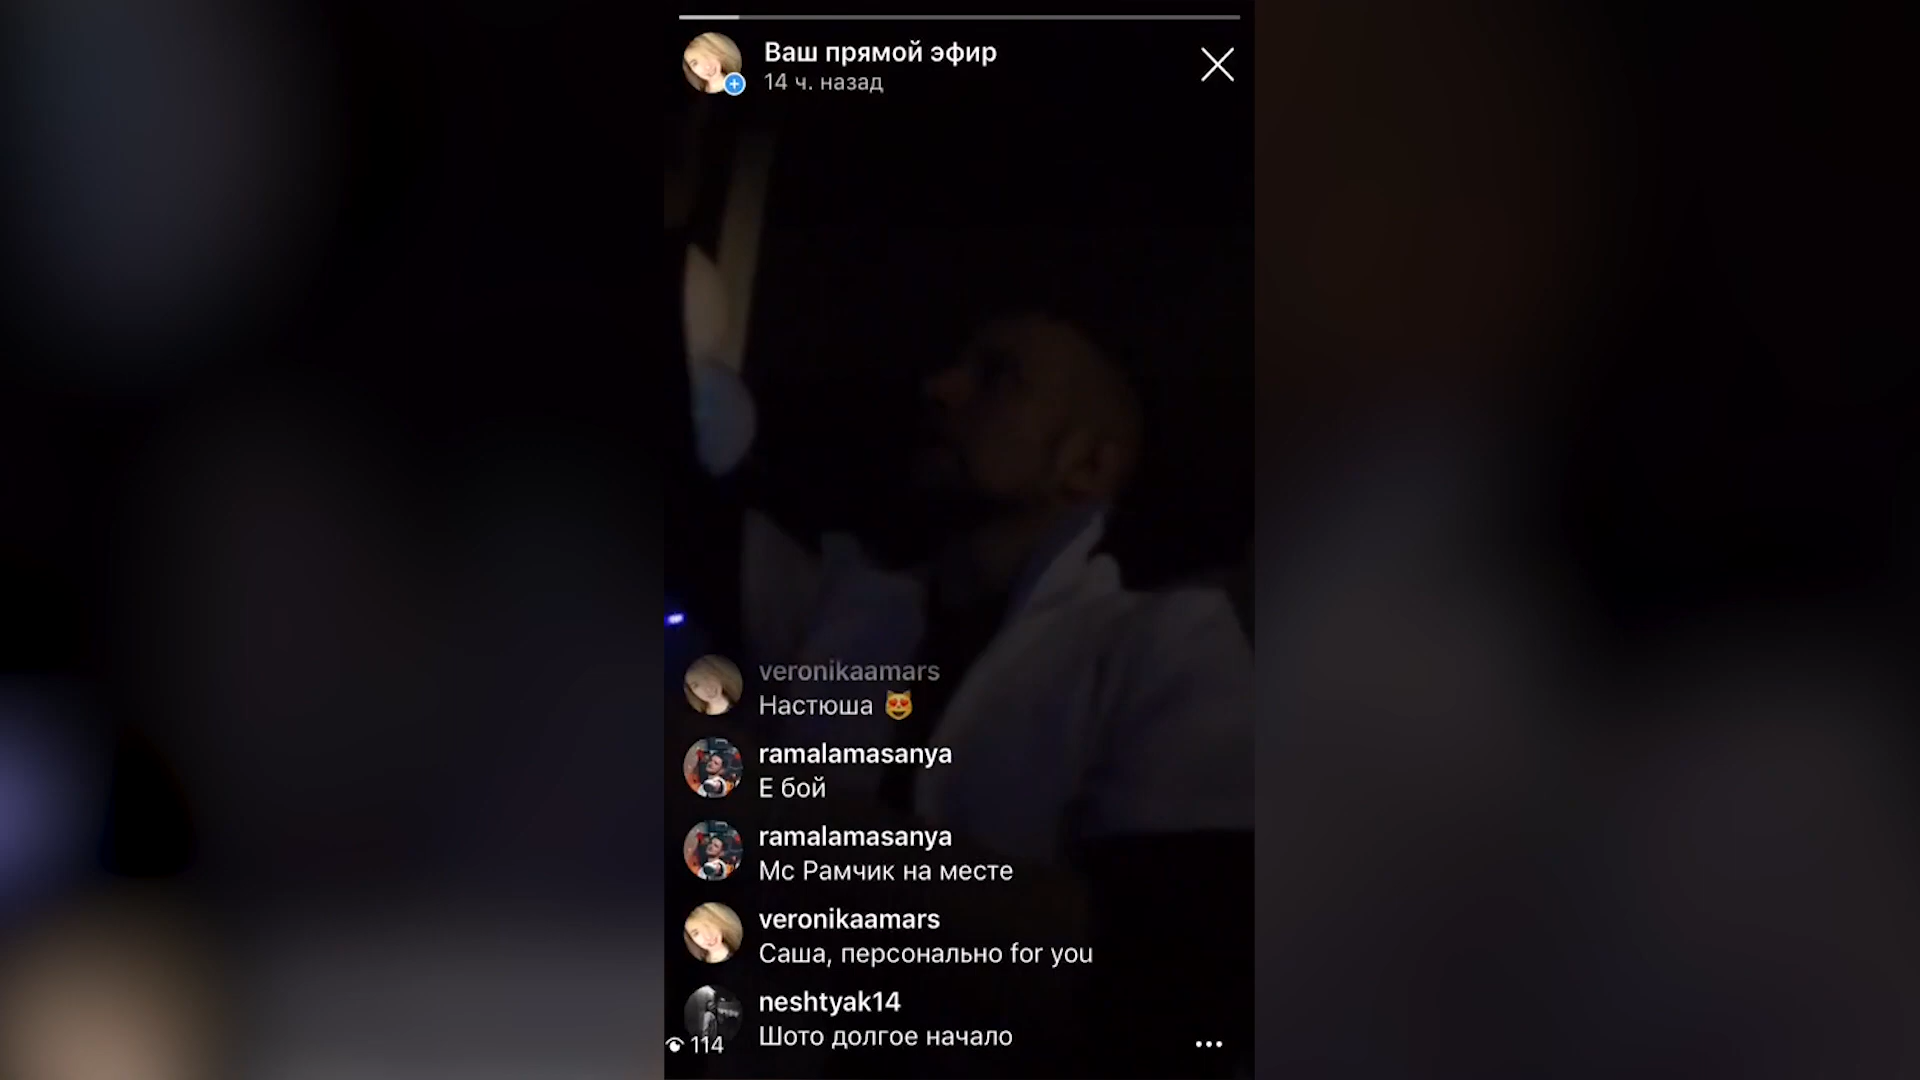 Ваш прямой эфир
14 ч. назад
veronikaamars
Настюша 😻
ramalamasanya
Е бой
ramalamasanya
Мс Рамчик на месте
veronikaamars
Саша, персонально for you
neshtyak14
Шото долгое начало
114